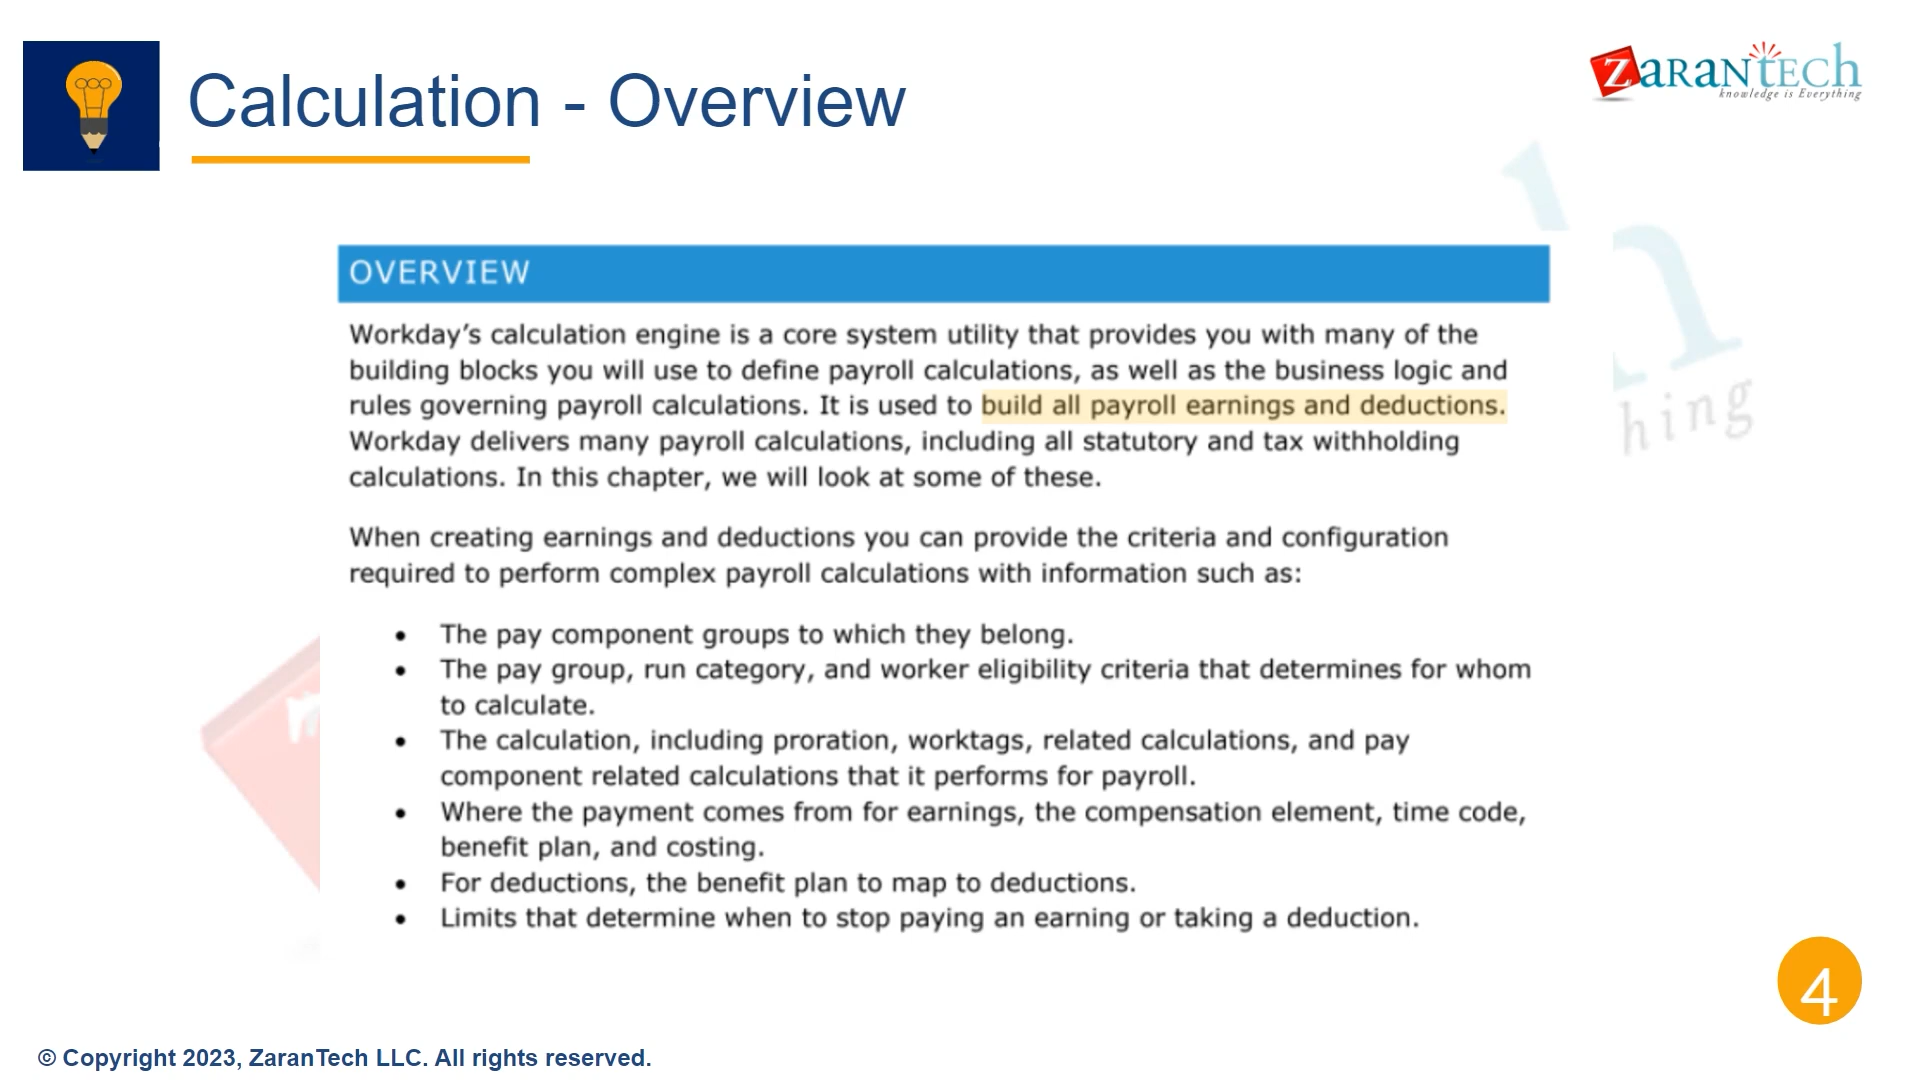 Calculation - Overview
ZARANTECH
knowledge is Everything
OVERVIEW
Workday’s calculation engine is a core system utility that provides you with many of the
building blocks you will use to define payroll calculations, as well as the business logic and
rules governing payroll calculations. It is used to build all payroll earnings and deductions.
Workday delivers many payroll calculations, including all statutory and tax withholding
calculations. In this chapter, we will look at some of these.
When creating earnings and deductions you can provide the criteria and configuration
required to perform complex payroll calculations with information such as:
• The pay component groups to which they belong.
• The pay group, run category, and worker eligibility criteria that determines for whom
to calculate.
• The calculation, including proration, worktags, related calculations, and pay
component related calculations that it performs for payroll.
• Where the payment comes from for earnings, the compensation element, time code,
benefit plan, and costing.
• For deductions, the benefit plan to map to deductions.
• Limits that determine when to stop paying an earning or taking a deduction.
h
hing
4
© Copyright 2023, ZaranTech LLC. All rights reserved.